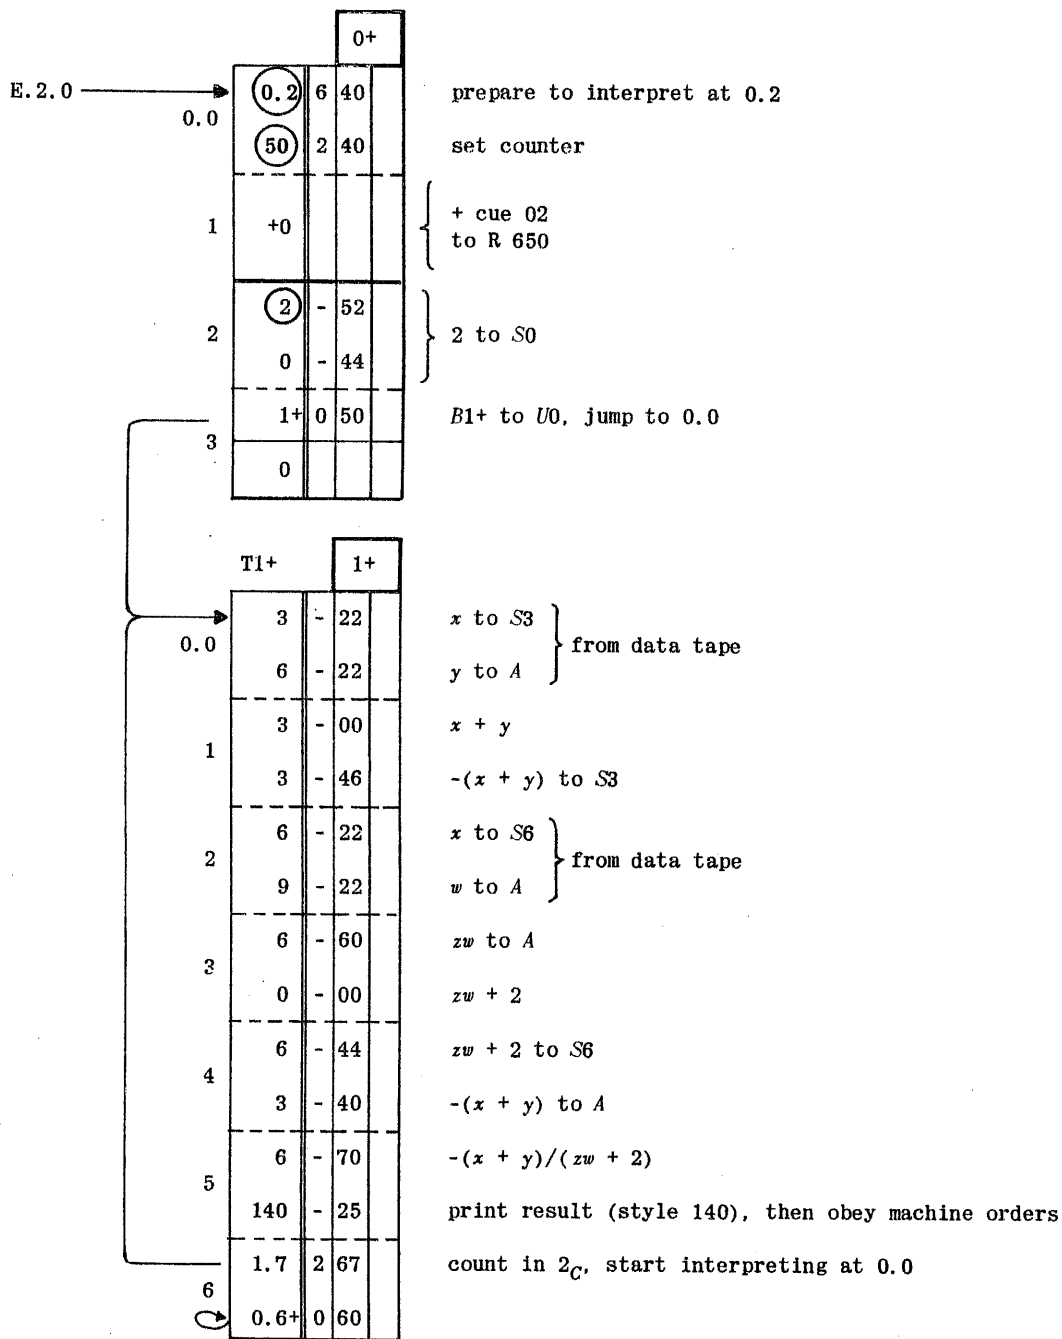 0+
E.2.0 0.0 0.2 6 40 prepare to interpret at 0.2
50 2 40 set counter
1 +0 + cue 02
to R 650
2 2 - 52 2 to S0
0 - 44
3 1+ 0 50 B1+ to U0, jump to 0.0
0
T1+ 1+
0.0 3 - 22 x to S3 from data tape
6 - 22 y to A
1 3 - 00 x + y
3 - 46 -(x + y) to S3
2 6 - 22 x to S6 from data tape
9 - 22 w to A
3 6 - 60 zw to A
0 - 00 zw + 2
4 6 - 44 zw + 2 to S6
3 - 40 -(x + y) to A
5 6 - 70 -(x + y)/(zw + 2)
140 - 25 print result (style 140), then obey machine orders
6 1.7 2 67 count in 2C, start interpreting at 0.0
0.6+ 0 60